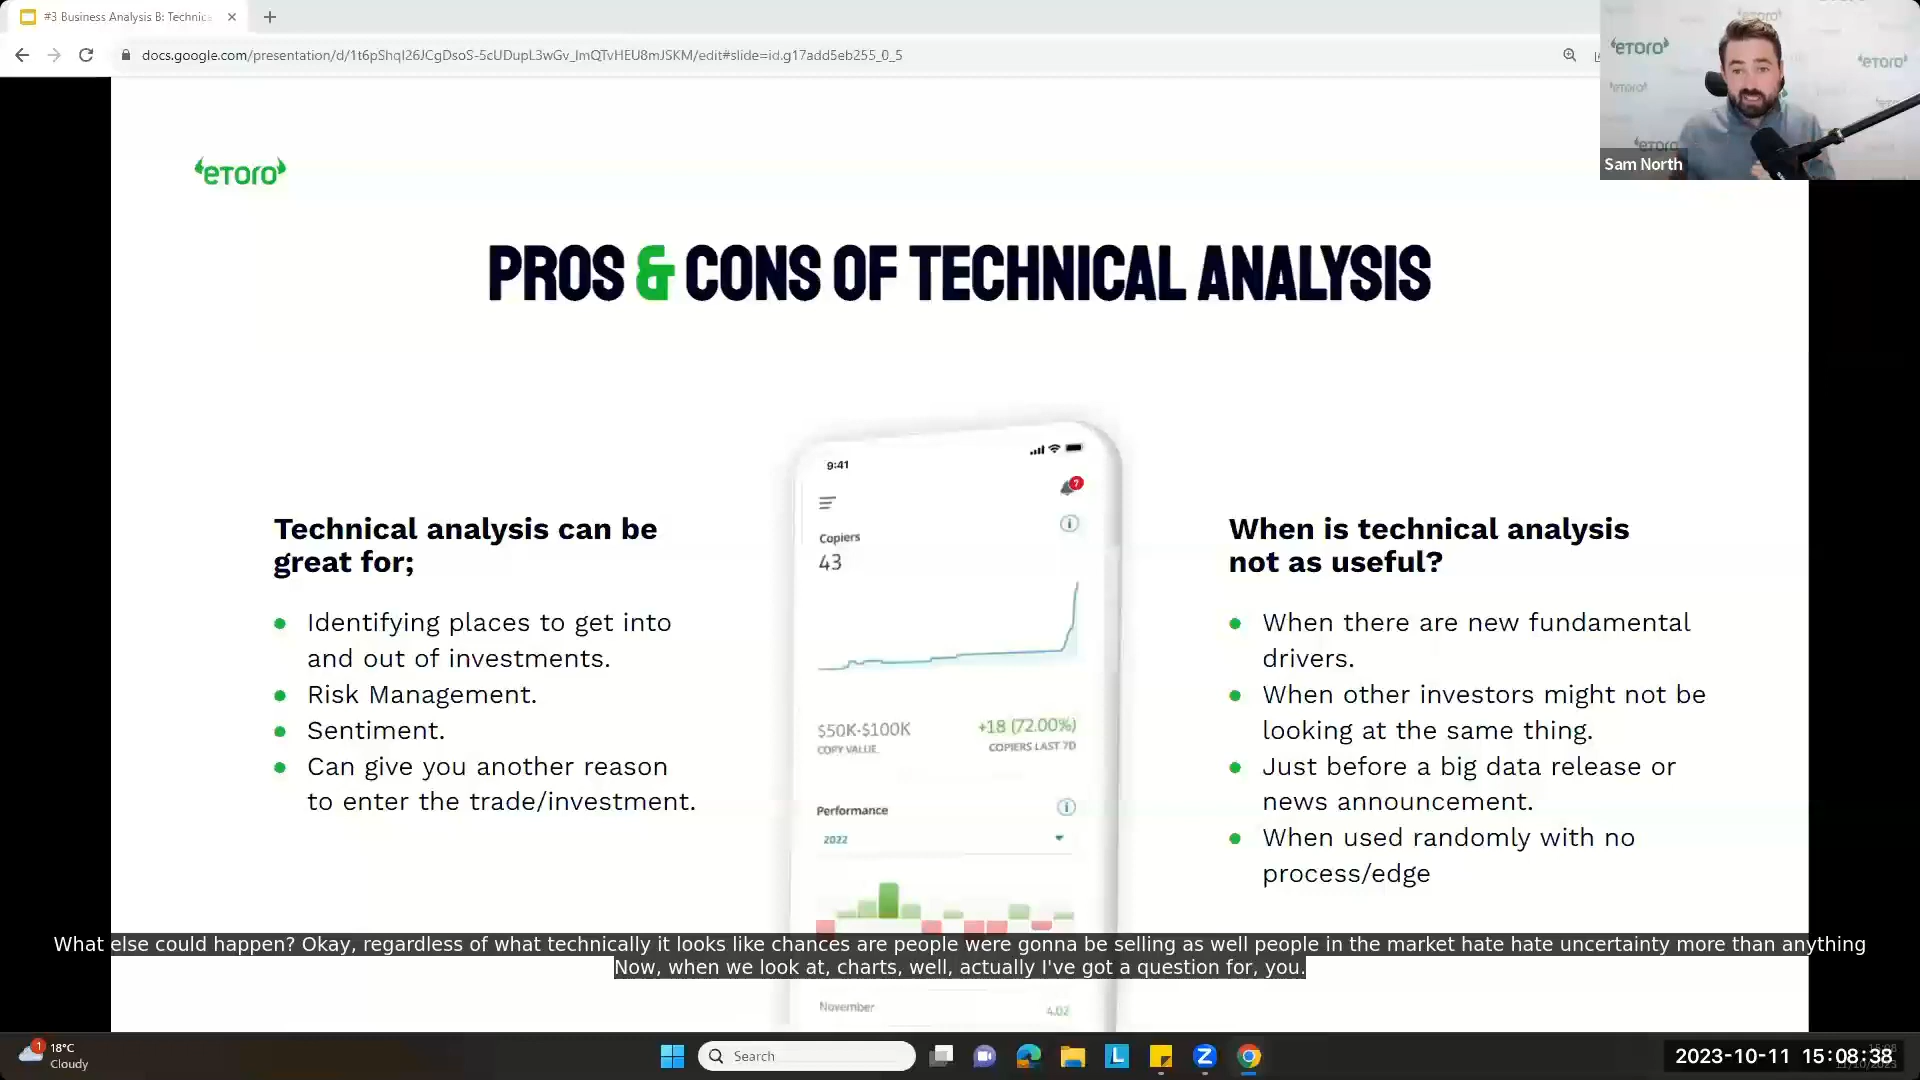 #3 Business Analysis B: Technica
docs.google.com/presentation/d/1t6pShqI26JCgDsoS-5cUDupL3wGv_ImQTvHEU8mJSKM/edit#slide=id.g17add5eb255_0_5
etoro
etoro
etoro
etoro
etoro
Sam North
etoro
PROS & CONS OF TECHNICAL ANALYSIS
Technical analysis can be
great for;
Identifying places to get into
and out of investments.
Risk Management.
Sentiment.
Can give you another reason
to enter the trade/investment.
9:41
Copiers
43
$50K-$100K
+18 (72.00%)
COPY VALUE
COPIERS LAST 7D
Performance
2022
November
4.02
When is technical analysis
not as useful?
When there are new fundamental
drivers.
When other investors might not be
looking at the same thing.
Just before a big data release or
news announcement.
When used randomly with no
process/edge
What else could happen? Okay, regardless of what technically it looks like chances are people were gonna be selling as well people in the market hate hate uncertainty more than anything
Now, when we look at, charts, well, actually I've got a question for, you.
1
18°C
Cloudy
Search
2023-10-11 15:08:38